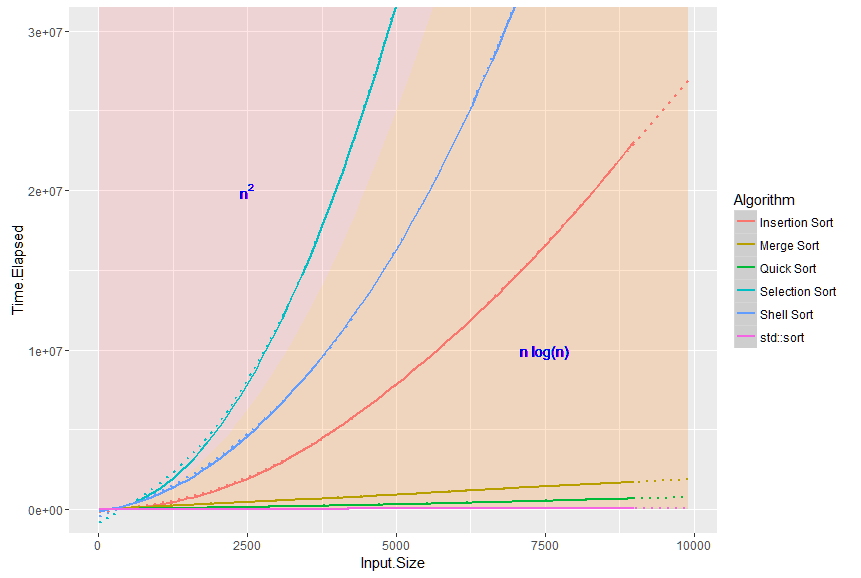 3e+07
2e+07
1e+07
0e+00
Time.Elapsed
n²
n log(n)
0
2500
5000
7500
10000
Input.Size
Algorithm
Insertion Sort
Merge Sort
Quick Sort
Selection Sort
Shell Sort
std::sort